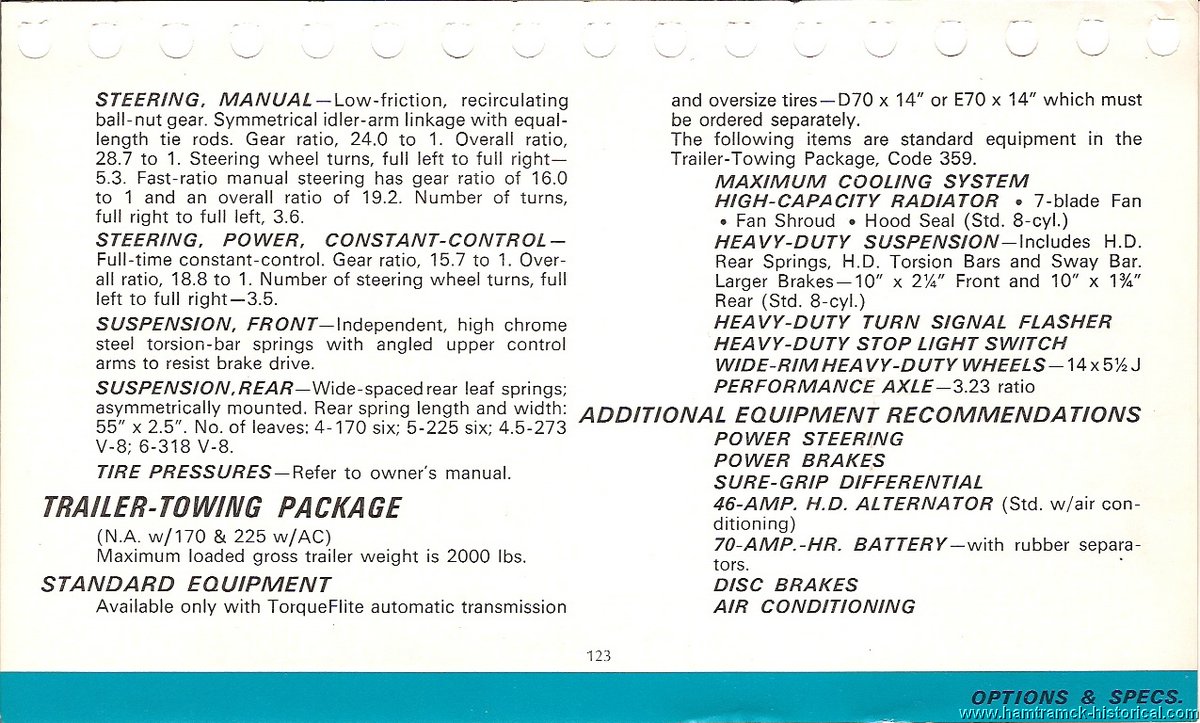 STEERING, MANUAL—Low-friction, recirculating
ball-nut gear. Symmetrical idler-arm linkage with equal-
length tie rods. Gear ratio, 24.0 to 1. Overall ratio,
28.7 to 1. Steering wheel turns, full left to full right—
5.3. Fast-ratio manual steering has gear ratio of 16.0
to 1 and an overall ratio of 19.2. Number of turns,
full right to full left, 3.6.
STEERING, POWER, CONSTANT-CONTROL—
Full-time constant-control. Gear ratio, 15.7 to 1. Over-
all ratio, 18.8 to 1. Number of steering wheel turns, full
left to full right—3.5.
SUSPENSION, FRONT—Independent, high chrome
steel torsion-bar springs with angled upper control
arms to resist brake drive.
SUSPENSION, REAR—Wide-spaced rear leaf springs;
asymmetrically mounted. Rear spring length and width:
55" x 2.5". No. of leaves: 4-170 six; 5-225 six; 4.5-273
V-8; 6-318 V-8.
TIRE PRESSURES—Refer to owner's manual.
TRAILER-TOWING PACKAGE
(N.A. w/170 & 225 w/AC)
Maximum loaded gross trailer weight is 2000 lbs.
STANDARD EQUIPMENT
Available only with TorqueFlite automatic transmission
and oversize tires—D70 x 14" or E70 x 14" which must
be ordered separately.
The following items are standard equipment in the
Trailer-Towing Package, Code 359.
MAXIMUM COOLING SYSTEM
HIGH-CAPACITY RADIATOR • 7-blade Fan
• Fan Shroud • Hood Seal (Std. 8-cyl.)
HEAVY-DUTY SUSPENSION—Includes H.D.
Rear Springs, H.D. Torsion Bars and Sway Bar.
Larger Brakes—10" x 2¼" Front and 10" x 1¾"
Rear (Std. 8-cyl.)
HEAVY-DUTY TURN SIGNAL FLASHER
HEAVY-DUTY STOP LIGHT SWITCH
WIDE-RIM HEAVY-DUTY WHEELS—14 x 5½ J
PERFORMANCE AXLE—3.23 ratio
ADDITIONAL EQUIPMENT RECOMMENDATIONS
POWER STEERING
POWER BRAKES
SURE-GRIP DIFFERENTIAL
46-AMP. H.D. ALTERNATOR (Std. w/air con-
ditioning)
70-AMP.-HR. BATTERY—with rubber separa-
tors.
DISC BRAKES
AIR CONDITIONING
123
OPTIONS & SPECS.
www.hamtramck-historical.com